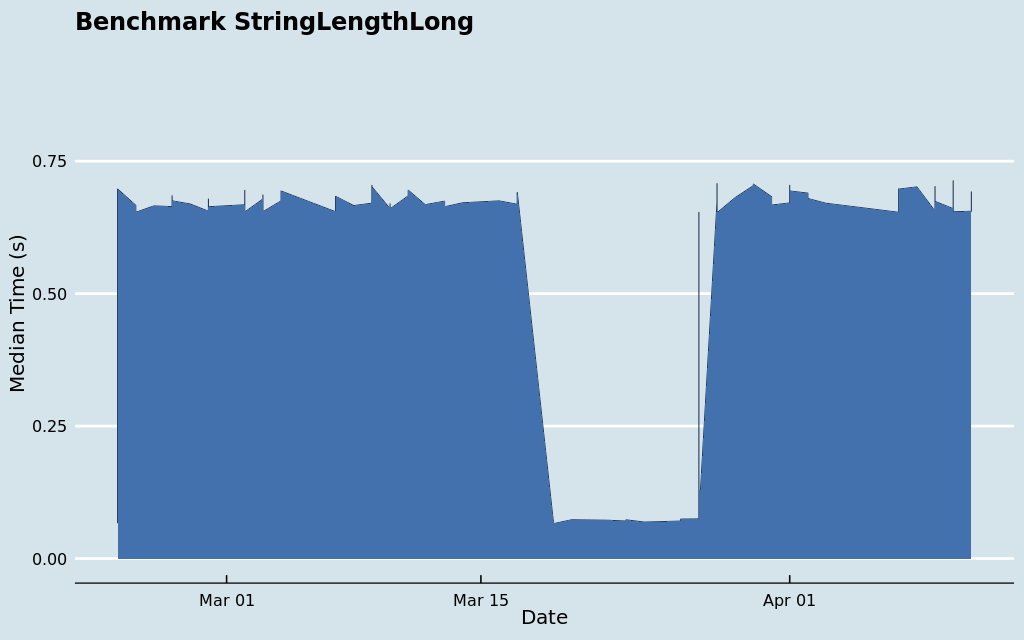 Benchmark StringLengthLong
0.75
0.50
0.25
0.00
Median Time (s)
Mar 01
Mar 15
Apr 01
Date